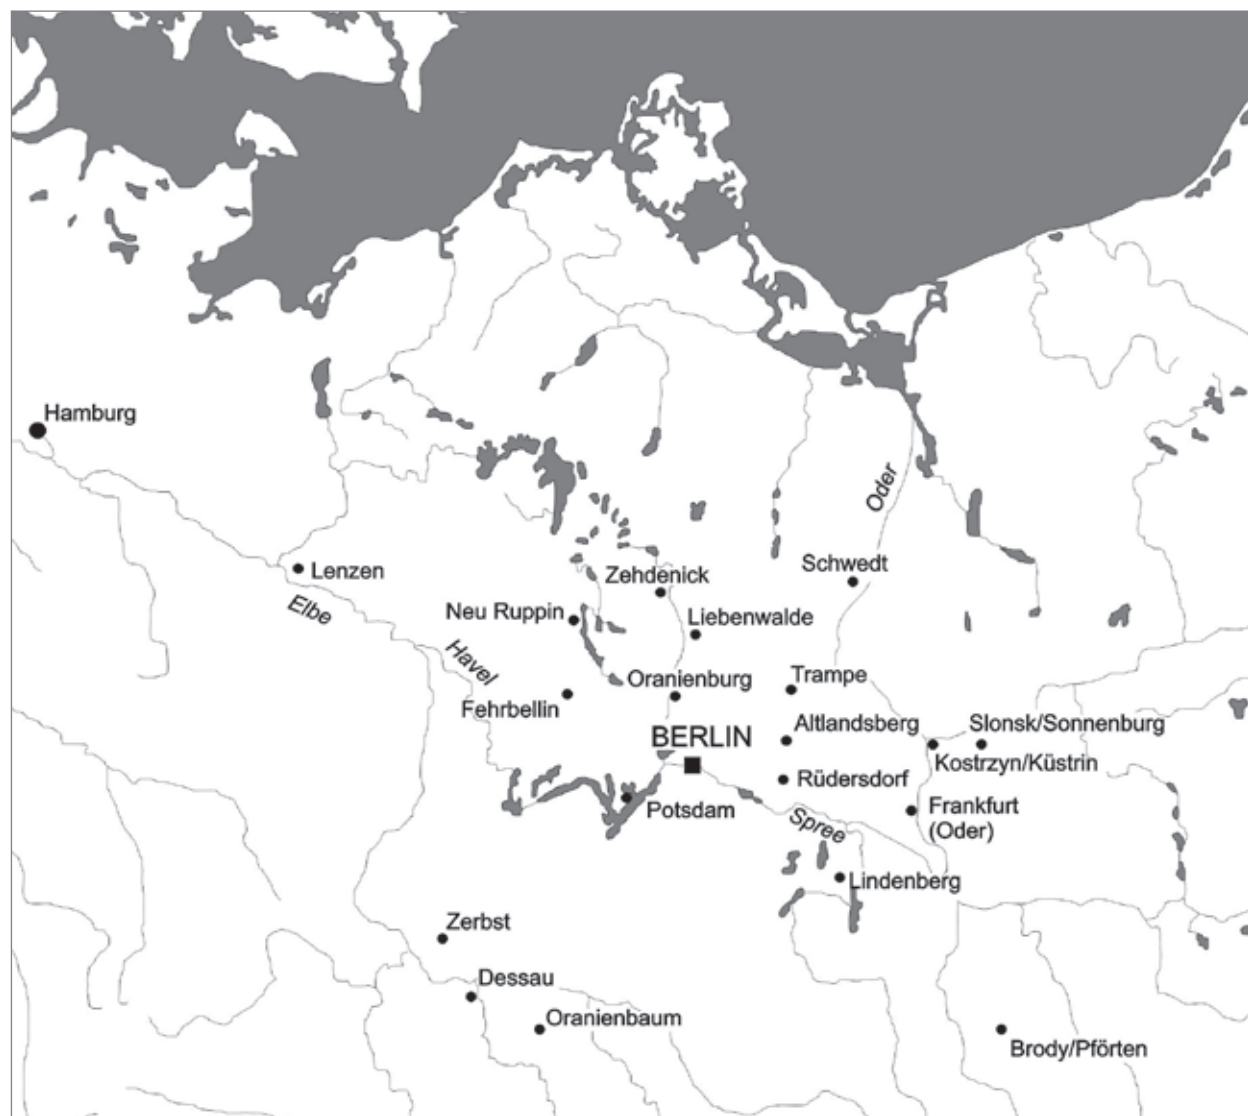 Hamburg
Oder
Lenzen
Schwedt
Zehdenick
Elbe
Neu Ruppin
Liebenwalde
Havel
Oranienburg
Trampe
Fehrbellin
BERLIN
Altlandsberg
Slonsk/Sonnenburg
Kostrzyn/Küstrin
Rüdersdorf
Potsdam
Spree
Frankfurt
(Oder)
Lindenberg
Zerbst
Dessau
Oranienbaum
Brody/Pförten